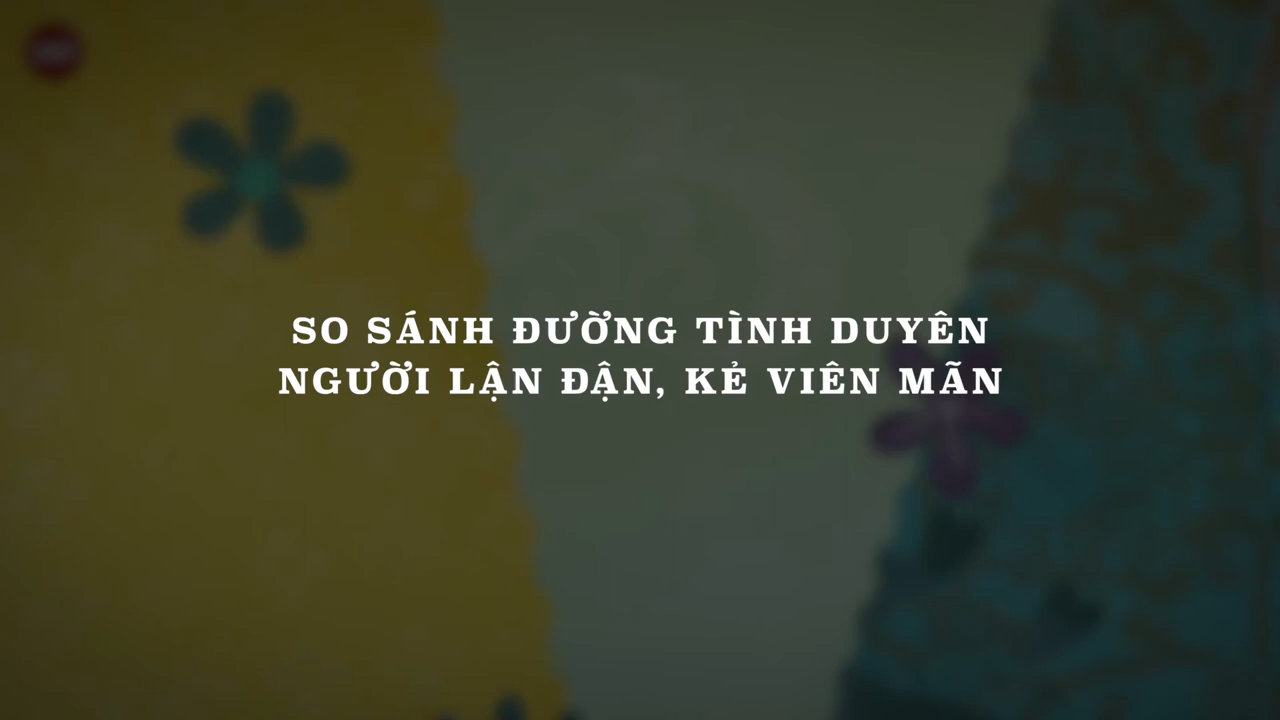 SO SÁNH ĐƯỜNG TÌNH DUYÊN
NGƯỜI LẬN ĐẬN, KẺ VIÊN MÃN